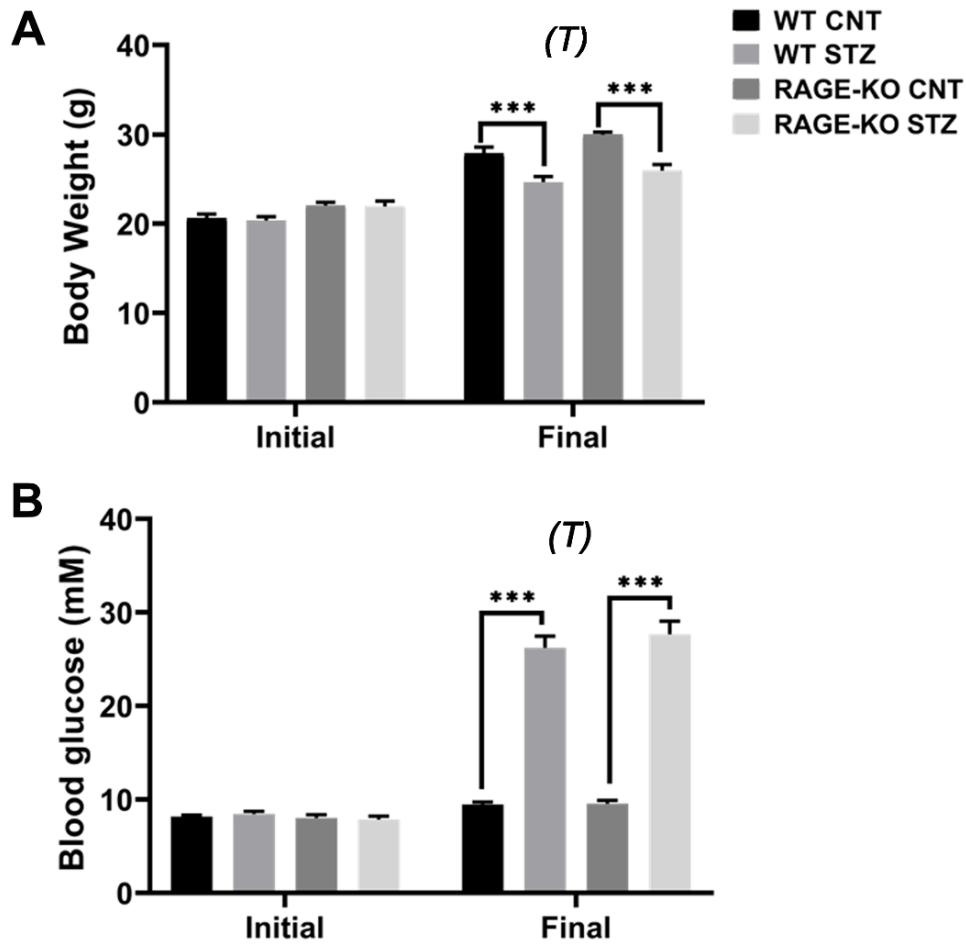 A
Body Weight (g)
40
30
20
10
0
(T)
***
***
Initial
Final
WT CNT
WT STZ
RAGE-KO CNT
RAGE-KO STZ
B
Blood glucose (mM)
40
30
20
10
0
(T)
***
***
Initial
Final